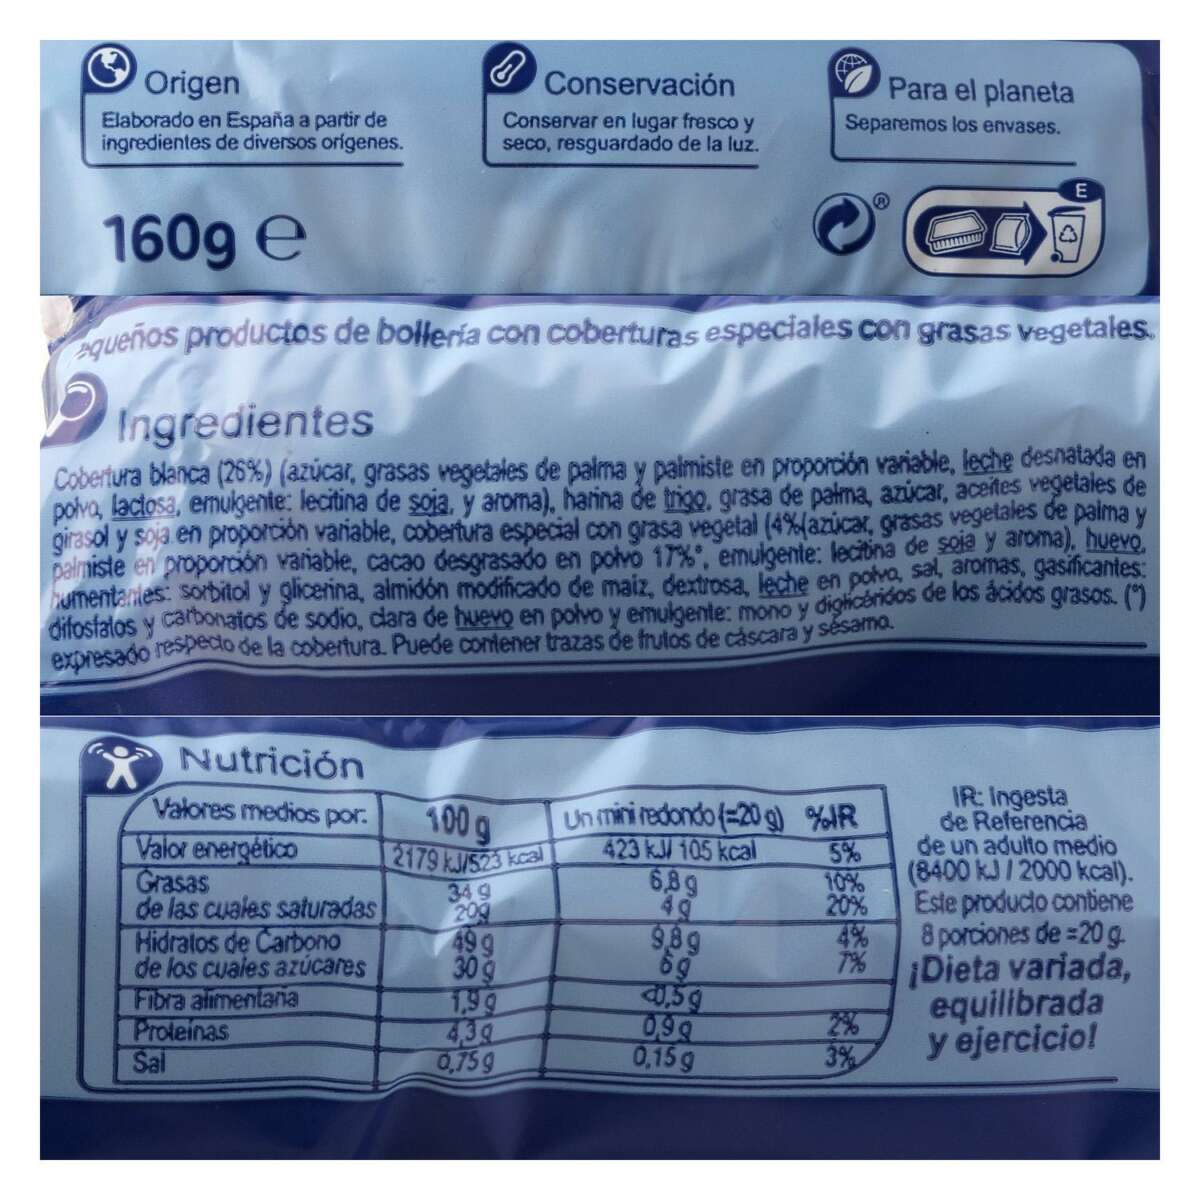 Origen
Elaborado en España a partir de
ingredientes de diversos orígenes.
Conservación
Conservar en lugar fresco y
seco, resguardado de la luz.
Para el planeta
Separemos los envases.
160g e
®
E
equeños productos de bollería con coberturas especiales con grasas vegetales.
Ingredientes
Cobertura blanca (26%) (azúcar, grasas vegetales de palma y palmiste en proporción variable, leche desnatada en
polvo, lactosa, emulgente: lecitina de soja, y aroma), harina de trigo, grasa de palma, azúcar, aceites vegetales de
girasol y soja en proporción variable, cobertura especial con grasa vegetal (4%(azúcar, grasas vegetales de palma y
palmiste en proporción variable, cacao desgrasado en polvo 17%*, emulgente: lecitina de soja y aroma), huevo,
humentantes: sorbitol y glicerina, almidón modificado de maíz, dextrosa, leche en polvo, sal, aromas, gasificantes:
difosfatos y carbonatos de sodio, clara de huevo en polvo y emulgente: mono y diglicéridos de los ácidos grasos. (*)
expresado respecto de la cobertura. Puede contener trazas de frutos de cáscara y sésamo.
Nutrición
Valores medios por: 100 g Un mini redondo (=20 g) %IR
Valor energético 2179 kJ/523 kcal 423 kJ/ 105 kcal 5%
Grasas 34 g 6,8 g 10%
de las cuales saturadas 20g 4 g 20%
Hidratos de Carbono 49 g 9,8 g 4%
de los cuales azúcares 30 g 6 g 7%
Fibra alimentaria 1,9 g <0,5 g
Proteínas 4,3 g 0,9 g 2%
Sal 0,75 g 0,15 g 3%
IR: Ingesta
de Referencia
de un adulto medio
(8400 kJ / 2000 kcal).
Este producto contiene
8 porciones de =20 g.
¡Dieta variada,
equilibrada
y ejercicio!